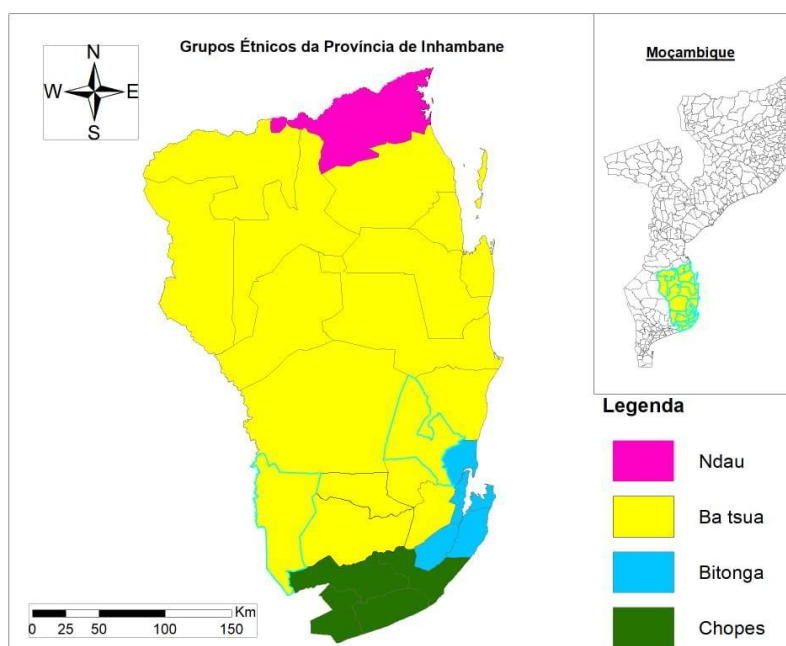 Grupos Étnicos da Província de Inhambane
N
W E
S
Moçambique
Legenda
Ndau
Ba tsua
Bitonga
Chopes
Km
0 25 50 100 150